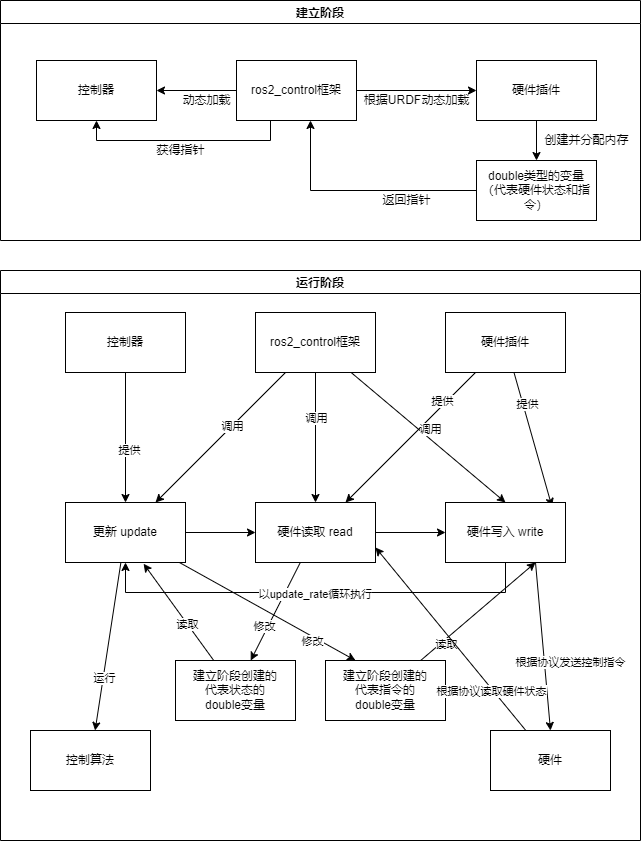 建立阶段
控制器
ros2_control框架
硬件插件
动态加载
根据URDF动态加载
获得指针
创建并分配内存
double类型的变量
（代表硬件状态和指
令）
返回指针
运行阶段
控制器
ros2_control框架
硬件插件
提供
调用
调用
调用
提供
提供
更新 update
硬件读取 read
硬件写入 write
以update_rate循环执行
读取
修改
修改
读取
运行
根据协议发送控制指令
建立阶段创建的
代表状态的
double变量
建立阶段创建的
代表指令的
double变量
根据协议读取硬件状态
控制算法
硬件